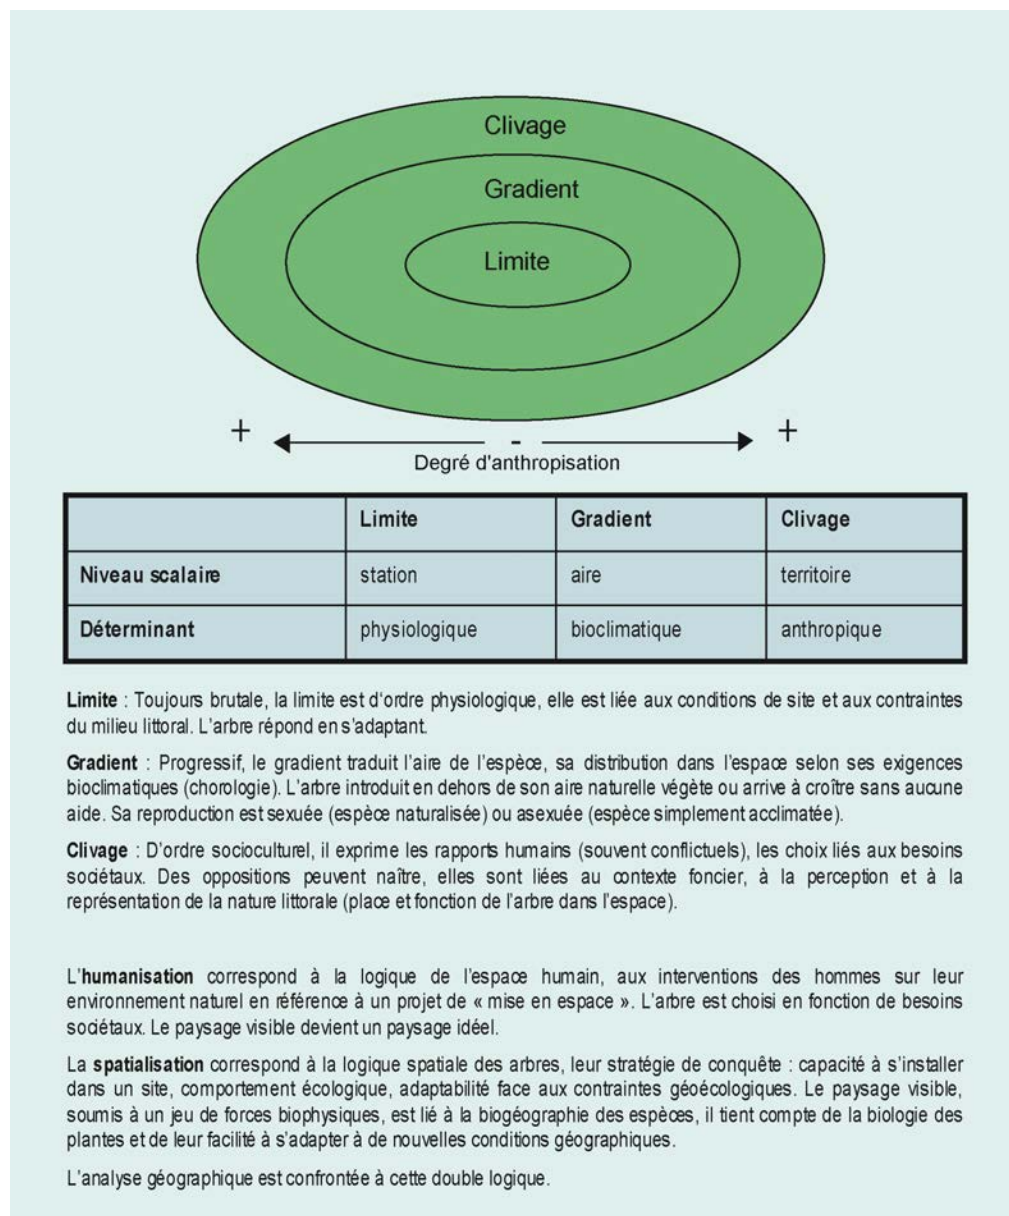 Clivage
Gradient
Limite
+ - +
Degré d'anthropisation
Limite Gradient Clivage
Niveau scalaire station aire territoire
Déterminant physiologique bioclimatique anthropique
Limite : Toujours brutale, la limite est d'ordre physiologique, elle est liée aux conditions de site et aux contraintes
du milieu littoral. L'arbre répond en s'adaptant.
Gradient : Progressif, le gradient traduit l'aire de l'espèce, sa distribution dans l'espace selon ses exigences
bioclimatiques (chorologie). L'arbre introduit en dehors de son aire naturelle végète ou arrive à croître sans aucune
aide. Sa reproduction est sexuée (espèce naturalisée) ou asexuée (espèce simplement acclimatée).
Clivage : D'ordre socioculturel, il exprime les rapports humains (souvent conflictuels), les choix liés aux besoins
sociétaux. Des oppositions peuvent naître, elles sont liées au contexte foncier, à la perception et à la
représentation de la nature littorale (place et fonction de l'arbre dans l'espace).
L'humanisation correspond à la logique de l'espace humain, aux interventions des hommes sur leur
environnement naturel en référence à un projet de « mise en espace ». L'arbre est choisi en fonction de besoins
sociétaux. Le paysage visible devient un paysage idéel.
La spatialisation correspond à la logique spatiale des arbres, leur stratégie de conquête : capacité à s'installer
dans un site, comportement écologique, adaptabilité face aux contraintes géoécologiques. Le paysage visible,
soumis à un jeu de forces biophysiques, est lié à la biogéographie des espèces, il tient compte de la biologie des
plantes et de leur facilité à s'adapter à de nouvelles conditions géographiques.
L'analyse géographique est confrontée à cette double logique.